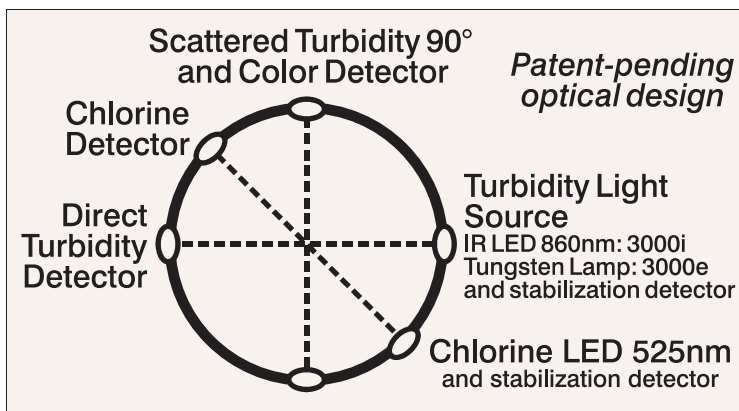 Scattered Turbidity 90°
and Color Detector
Patent-pending
optical design
Chlorine
Detector
Direct
Turbidity
Detector
Turbidity Light
Source
IR LED 860nm: 3000i
Tungsten Lamp: 3000e
and stabilization detector
Chlorine LED 525nm
and stabilization detector